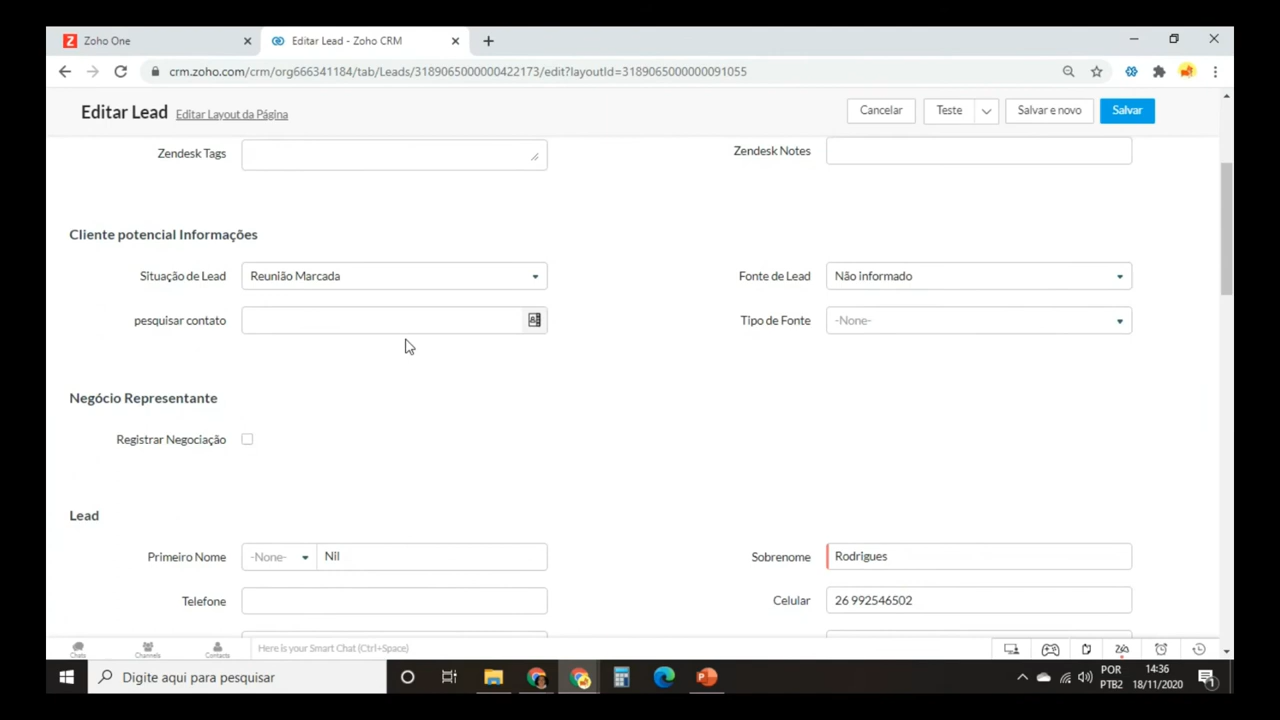 Zoho One
Editar Lead - Zoho CRM
crm.zoho.com/crm/org666341184/tab/Leads/3189065000000422173/edit?layoutId=3189065000000091055
Editar Lead Editar Layout da Página
Cancelar Teste Salvar e novo Salvar
Zendesk Tags Zendesk Notes
Cliente potencial Informações
Situação de Lead Reunião Marcada Fonte de Lead Não informado
pesquisar contato Tipo de Fonte -None-
Negócio Representante
Registrar Negociação
Lead
Primeiro Nome -None- Nil Sobrenome Rodrigues
Telefone Celular 26 992546502
Chats Channels Contacts Here is your Smart Chat (Ctrl+Space)
Digite aqui para pesquisar
POR 14:36
PTB2 18/11/2020 1